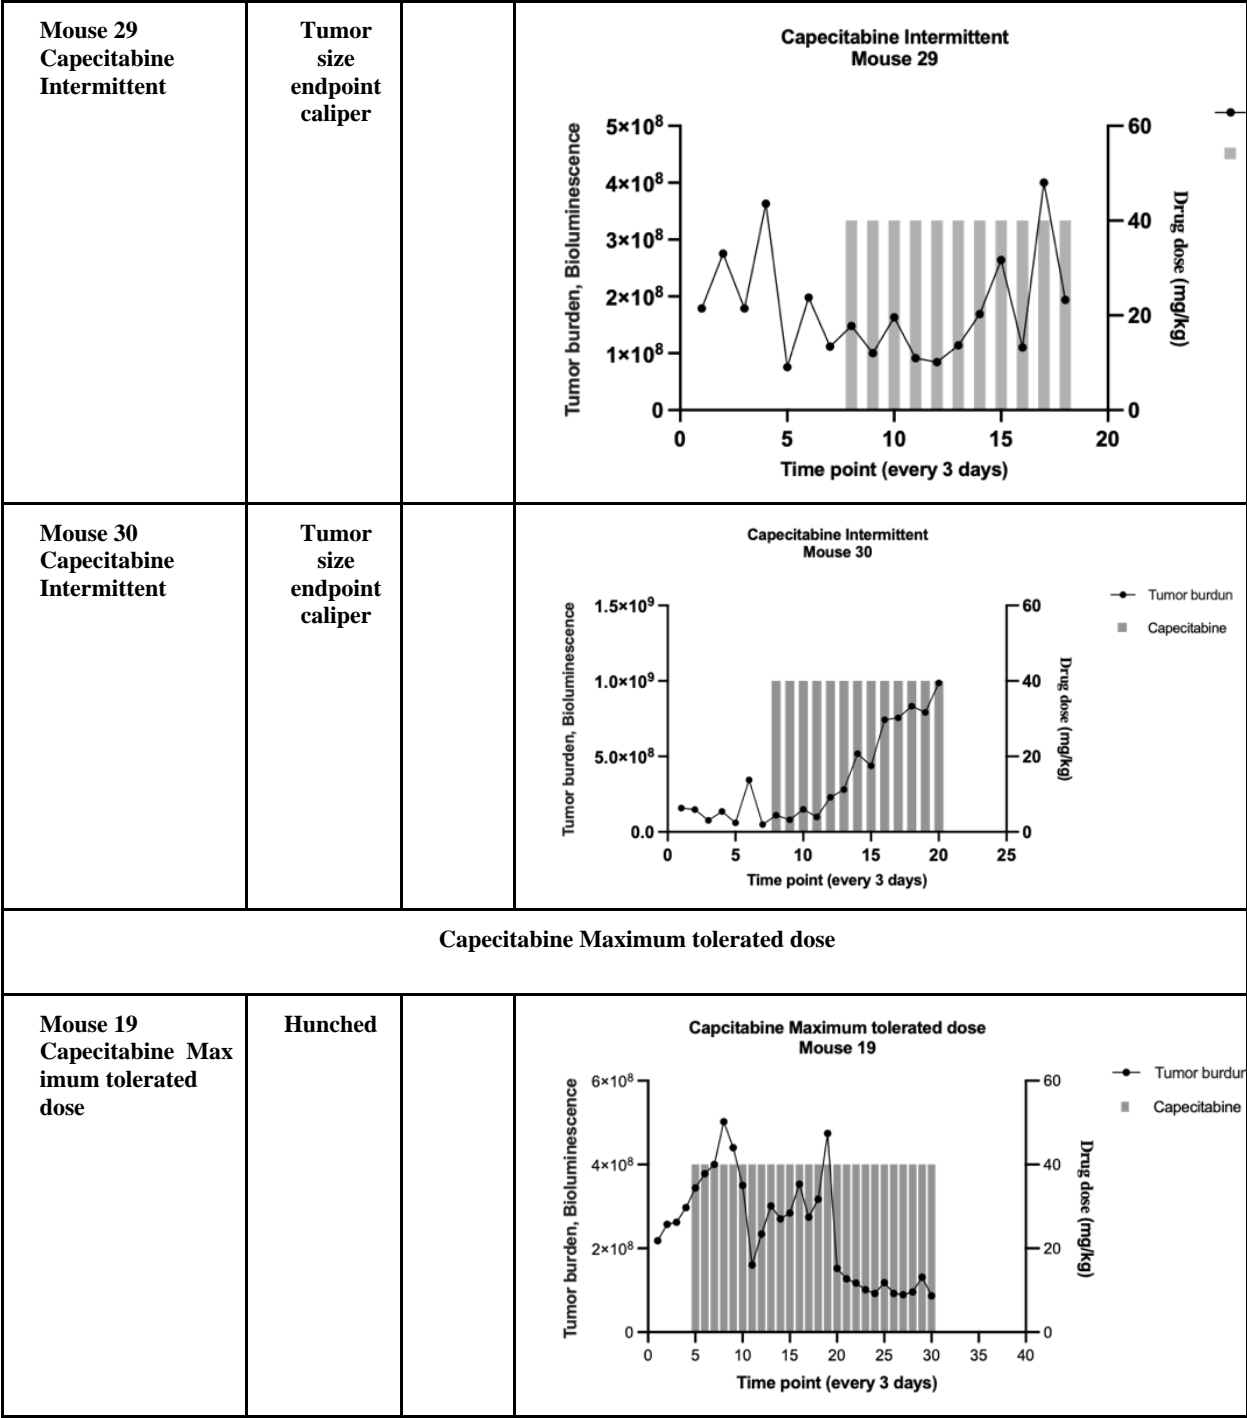 Mouse 29
Capecitabine
Intermittent
Tumor
size
endpoint
caliper
Capecitabine Intermittent
Mouse 29
Tumor burden, Bioluminescence
5×10⁸
4×10⁸
3×10⁸
2×10⁸
1×10⁸
0
60
40
20
0
Drug dose (mg/kg)
0 5 10 15 20
Time point (every 3 days)
Mouse 30
Capecitabine
Intermittent
Tumor
size
endpoint
caliper
Capecitabine Intermittent
Mouse 30
Tumor burden, Bioluminescence
1.5×10⁹
1.0×10⁹
5.0×10⁸
0.0
60
40
20
0
Drug dose (mg/kg)
Tumor burdun
Capecitabine
0 5 10 15 20 25
Time point (every 3 days)
Capecitabine Maximum tolerated dose
Mouse 19
Capecitabine Max
imum tolerated
dose
Hunched
Capcitabine Maximum tolerated dose
Mouse 19
Tumor burden, Bioluminescence
6×10⁸
4×10⁸
2×10⁸
0
60
40
20
0
Drug dose (mg/kg)
Tumor burdun
Capecitabine
0 5 10 15 20 25 30 35 40
Time point (every 3 days)